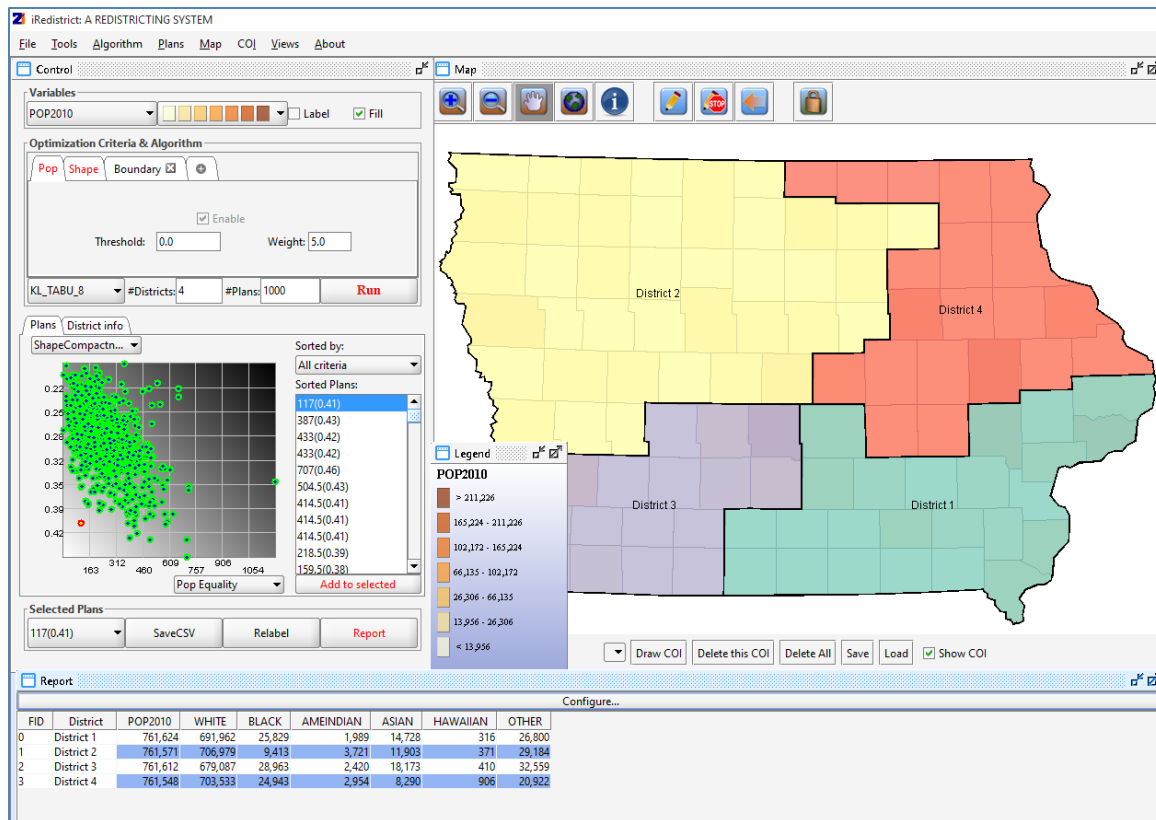 iRedistrict: A REDISTRICTING SYSTEM
File Tools Algorithm Plans Map COI Views About
Control
Variables
POP2010 Label Fill
Optimization Criteria & Algorithm
Pop Shape Boundary
Enable
Threshold: 0.0 Weight: 5.0
KL_TABU_8 #Districts: 4 #Plans: 1000 Run
Plans District info
ShapeCompactn...
0.22
0.25
0.28
0.32
0.35
0.39
0.42
163 312 460 609 757 906 1054
Pop Equality
Sorted by:
All criteria
Sorted Plans:
117(0.41)
387(0.43)
433(0.42)
433(0.42)
707(0.46)
504.5(0.43)
414.5(0.41)
414.5(0.41)
414.5(0.41)
218.5(0.39)
159.5(0.38)
Add to selected
Selected Plans
117(0.41) SaveCSV Relabel Report
Map
STOP
District 2
District 4
District 3
District 1
Legend
POP2010
> 211,226
165,224 - 211,226
102,172 - 165,224
66,135 - 102,172
26,306 - 66,135
13,956 - 26,306
< 13,956
Draw COI Delete this COI Delete All Save Load Show COI
Report
Configure...
FID District POP2010 WHITE BLACK AMEINDIAN ASIAN HAWAIIAN OTHER
0 District 1 761,624 691,962 25,829 1,989 14,728 316 26,800
1 District 2 761,571 706,979 9,413 3,721 11,903 371 29,184
2 District 3 761,612 679,087 28,963 2,420 18,173 410 32,559
3 District 4 761,548 703,533 24,943 2,954 8,290 906 20,922